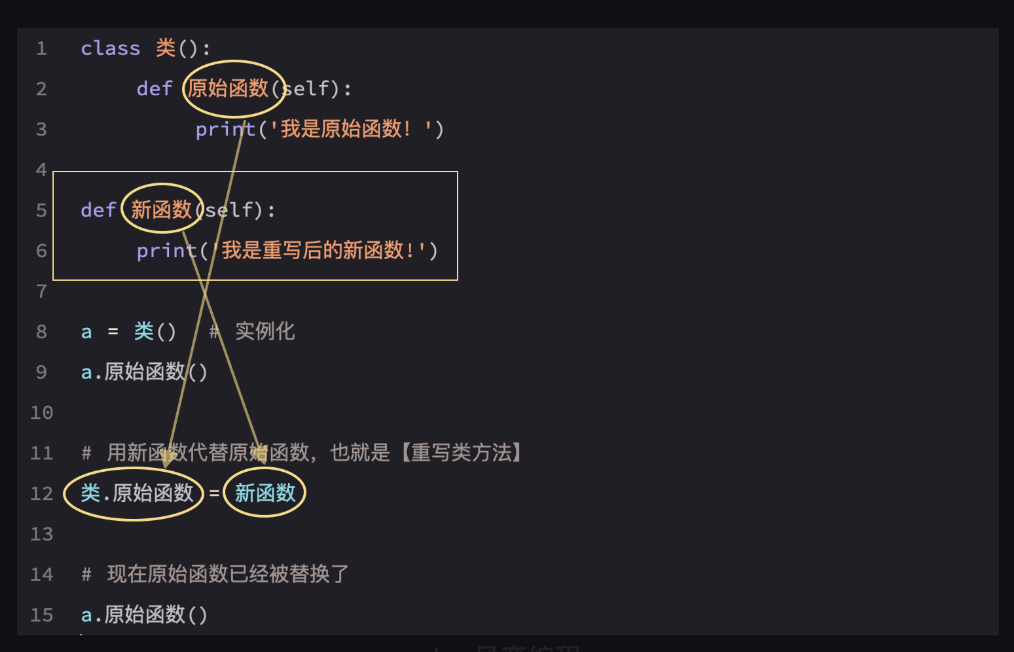 1 class 类():
2 def 原始函数(self):
3 print('我是原始函数！')
4
5 def 新函数(self):
6 print('我是重写后的新函数!')
7
8 a = 类() # 实例化
9 a.原始函数()
10
11 # 用新函数代替原始函数，也就是【重写类方法】
12 类.原始函数 = 新函数
13
14 # 现在原始函数已经被替换了
15 a.原始函数()